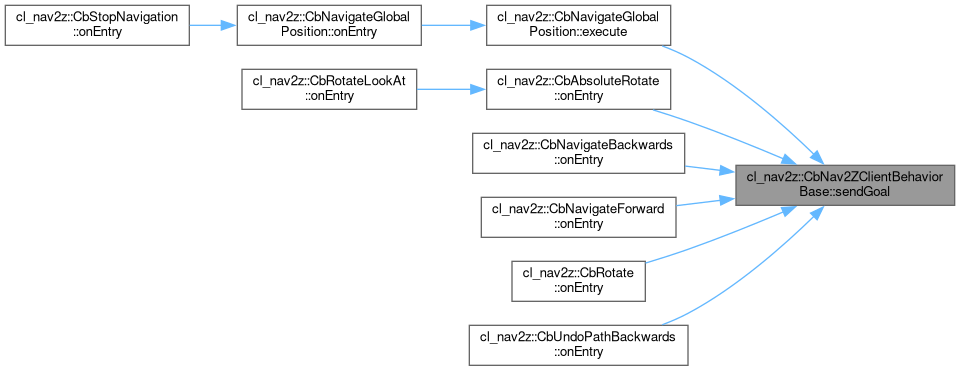 cl_nav2z::CbStopNavigation
::onEntry
cl_nav2z::CbNavigateGlobal
Position::onEntry
cl_nav2z::CbNavigateGlobal
Position::execute
cl_nav2z::CbRotateLookAt
::onEntry
cl_nav2z::CbAbsoluteRotate
::onEntry
cl_nav2z::CbNavigateBackwards
::onEntry
cl_nav2z::CbNav2ZClientBehavior
Base::sendGoal
cl_nav2z::CbNavigateForward
::onEntry
cl_nav2z::CbRotate
::onEntry
cl_nav2z::CbUndoPathBackwards
::onEntry